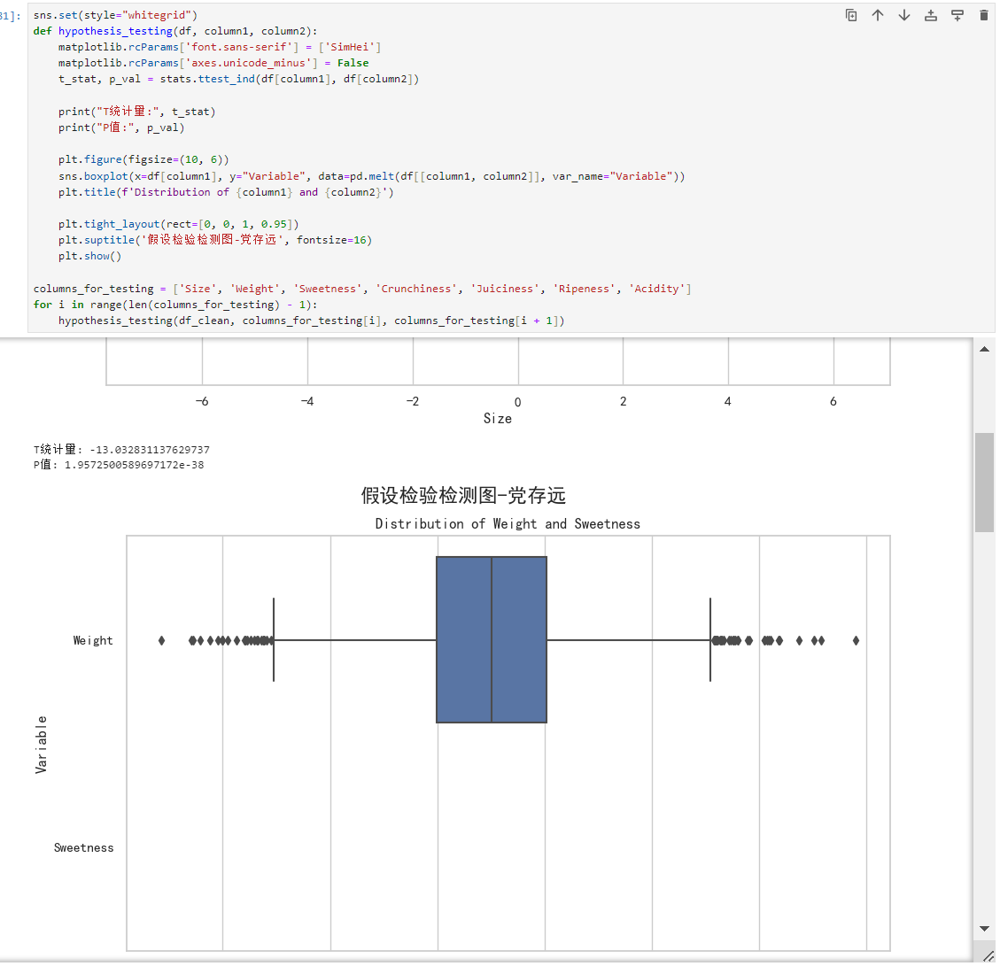 31]:
sns.set(style="whitegrid")
def hypothesis_testing(df, column1, column2):
    matplotlib.rcParams['font.sans-serif'] = ['SimHei']
    matplotlib.rcParams['axes.unicode_minus'] = False
    t_stat, p_val = stats.ttest_ind(df[column1], df[column2])
    print("T统计量:", t_stat)
    print("P值:", p_val)
    plt.figure(figsize=(10, 6))
    sns.boxplot(x=df[column1], y="Variable", data=pd.melt(df[[column1, column2]], var_name="Variable"))
    plt.title(f'Distribution of {column1} and {column2}')
    plt.tight_layout(rect=[0, 0, 1, 0.95])
    plt.suptitle('假设检验检测图-党存远', fontsize=16)
    plt.show()
columns_for_testing = ['Size', 'Weight', 'Sweetness', 'Crunchiness', 'Juiciness', 'Ripeness', 'Acidity']
for i in range(len(columns_for_testing) - 1):
    hypothesis_testing(df_clean, columns_for_testing[i], columns_for_testing[i + 1])
−6 −4 −2 0 2 4 6
Size
T统计量: -13.032831137629737
P值: 1.9572500589697172e-38
假设检验检测图-党存远
Distribution of Weight and Sweetness
Weight
Variable
Sweetness